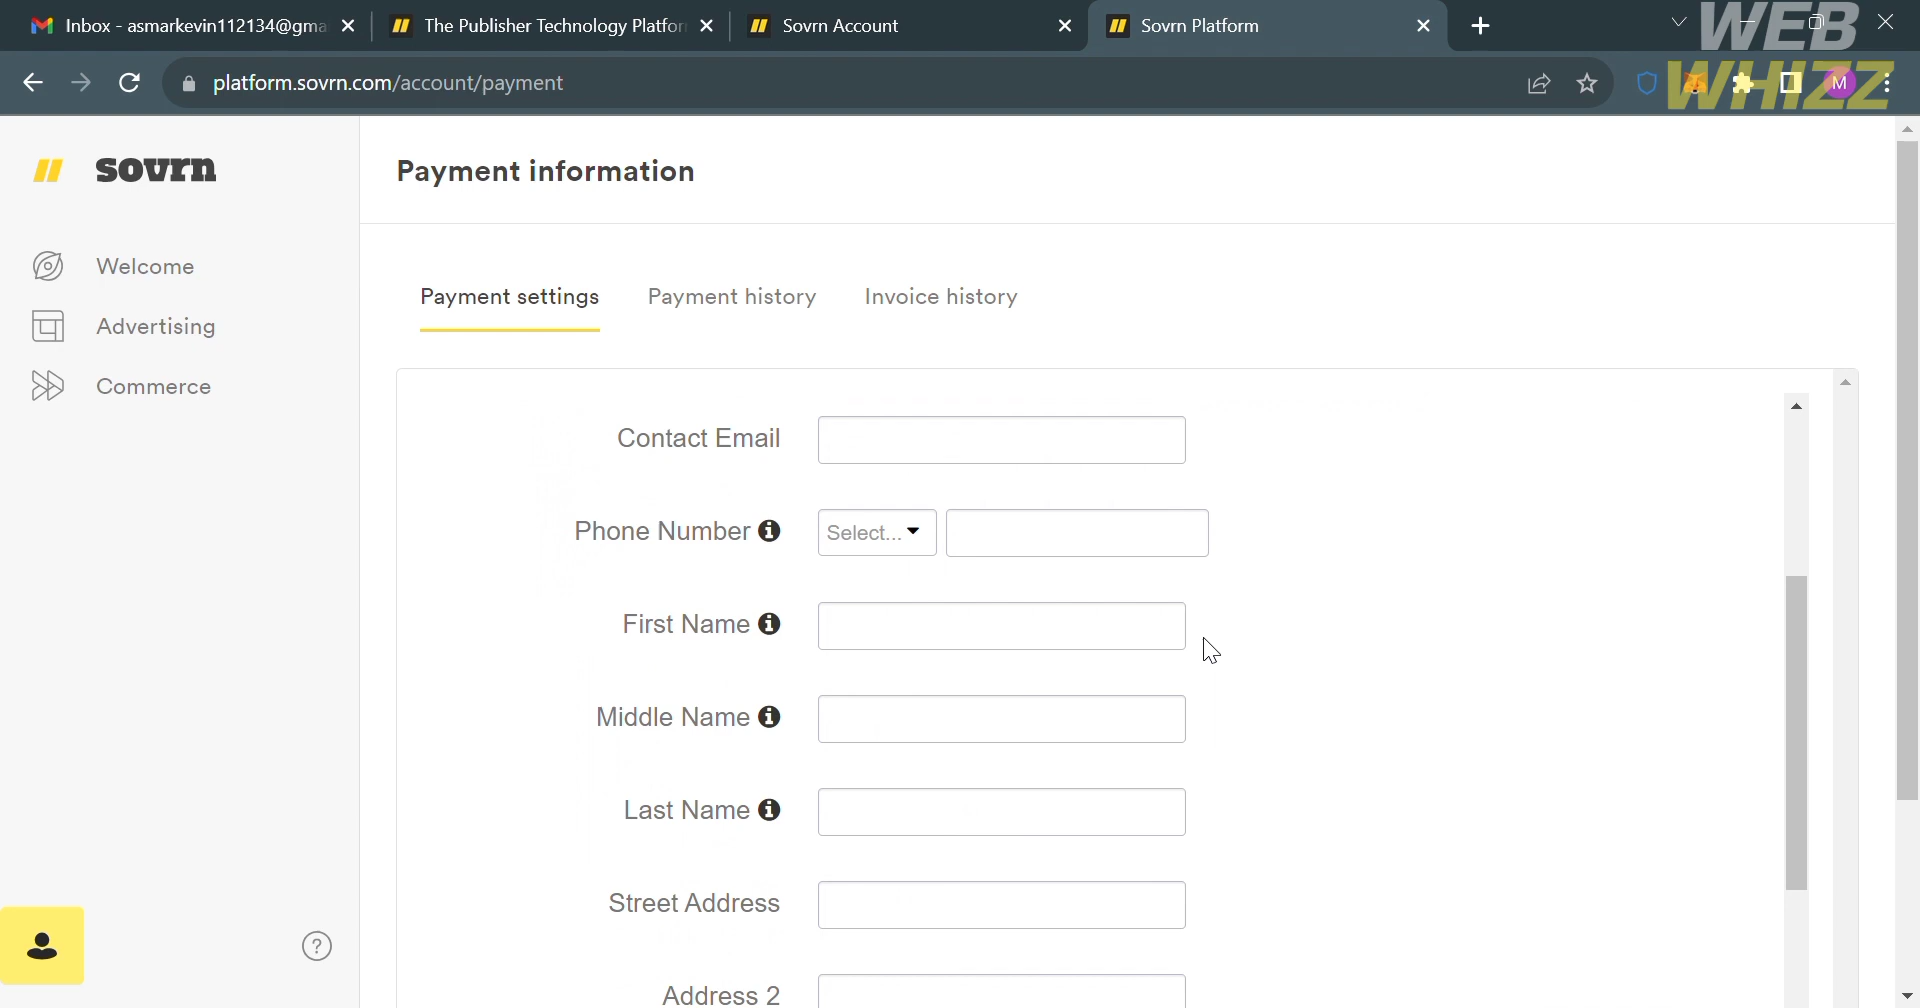 Inbox - asmarkevin112134@gma
The Publisher Technology Platfor
Sovrn Account
Sovrn Platform
WEB
WHIZZ
platform.sovrn.com/account/payment
M
sovrn
Payment information
Welcome
Advertising
Commerce
Payment settings
Payment history
Invoice history
Contact Email
Phone Number
Select...
First Name
Middle Name
Last Name
Street Address
Address 2